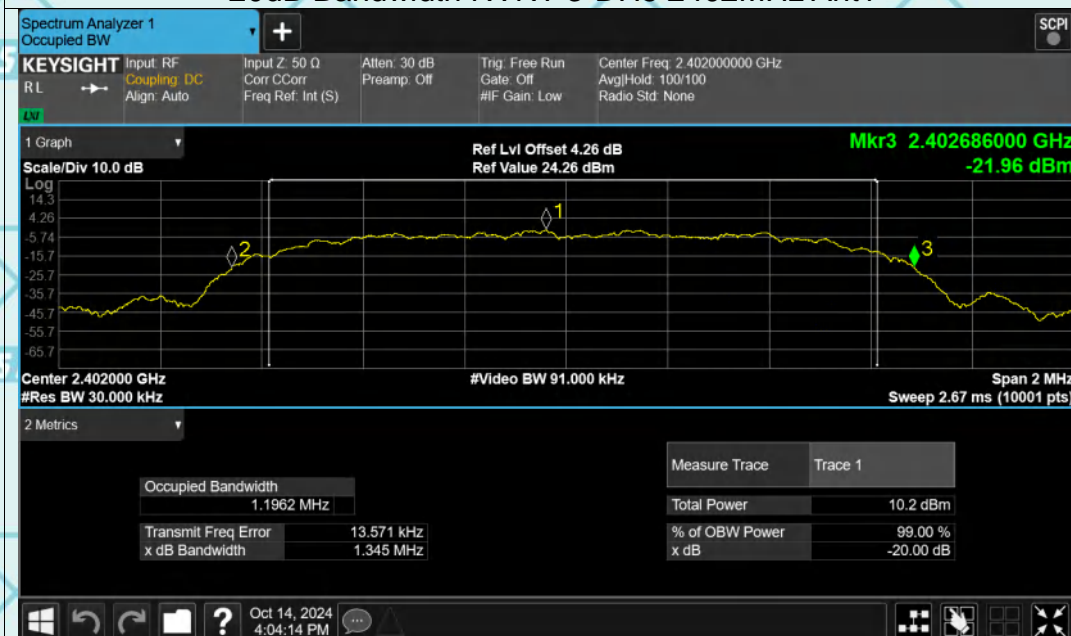 Spectrum Analyzer 1
Occupied BW
+
SCPI
KEYSIGHT
RL
LXI
Input: RF
Coupling: DC
Align: Auto
Input Z: 50 Ω
Corr CCorr
Freq Ref: Int (S)
Atten: 30 dB
Preamp: Off
Trig: Free Run
Gate: Off
#IF Gain: Low
Center Freq: 2.402000000 GHz
Avg|Hold: 100/100
Radio Std: None
1 Graph
Scale/Div 10.0 dB
Ref Lvl Offset 4.26 dB
Ref Value 24.26 dBm
Mkr3 2.402686000 GHz
-21.96 dBm
Log
14.3
4.26
-5.74
-15.7
-25.7
-35.7
-45.7
-55.7
-65.7
1
2
3
Center 2.402000 GHz
#Video BW 91.000 kHz
Span 2 MHz
#Res BW 30.000 kHz
Sweep 2.67 ms (10001 pts)
2 Metrics
Occupied Bandwidth
1.1962 MHz
Transmit Freq Error 13.571 kHz
x dB Bandwidth 1.345 MHz
Measure Trace Trace 1
Total Power 10.2 dBm
% of OBW Power 99.00 %
x dB -20.00 dB
?
Oct 14, 2024
4:04:14 PM